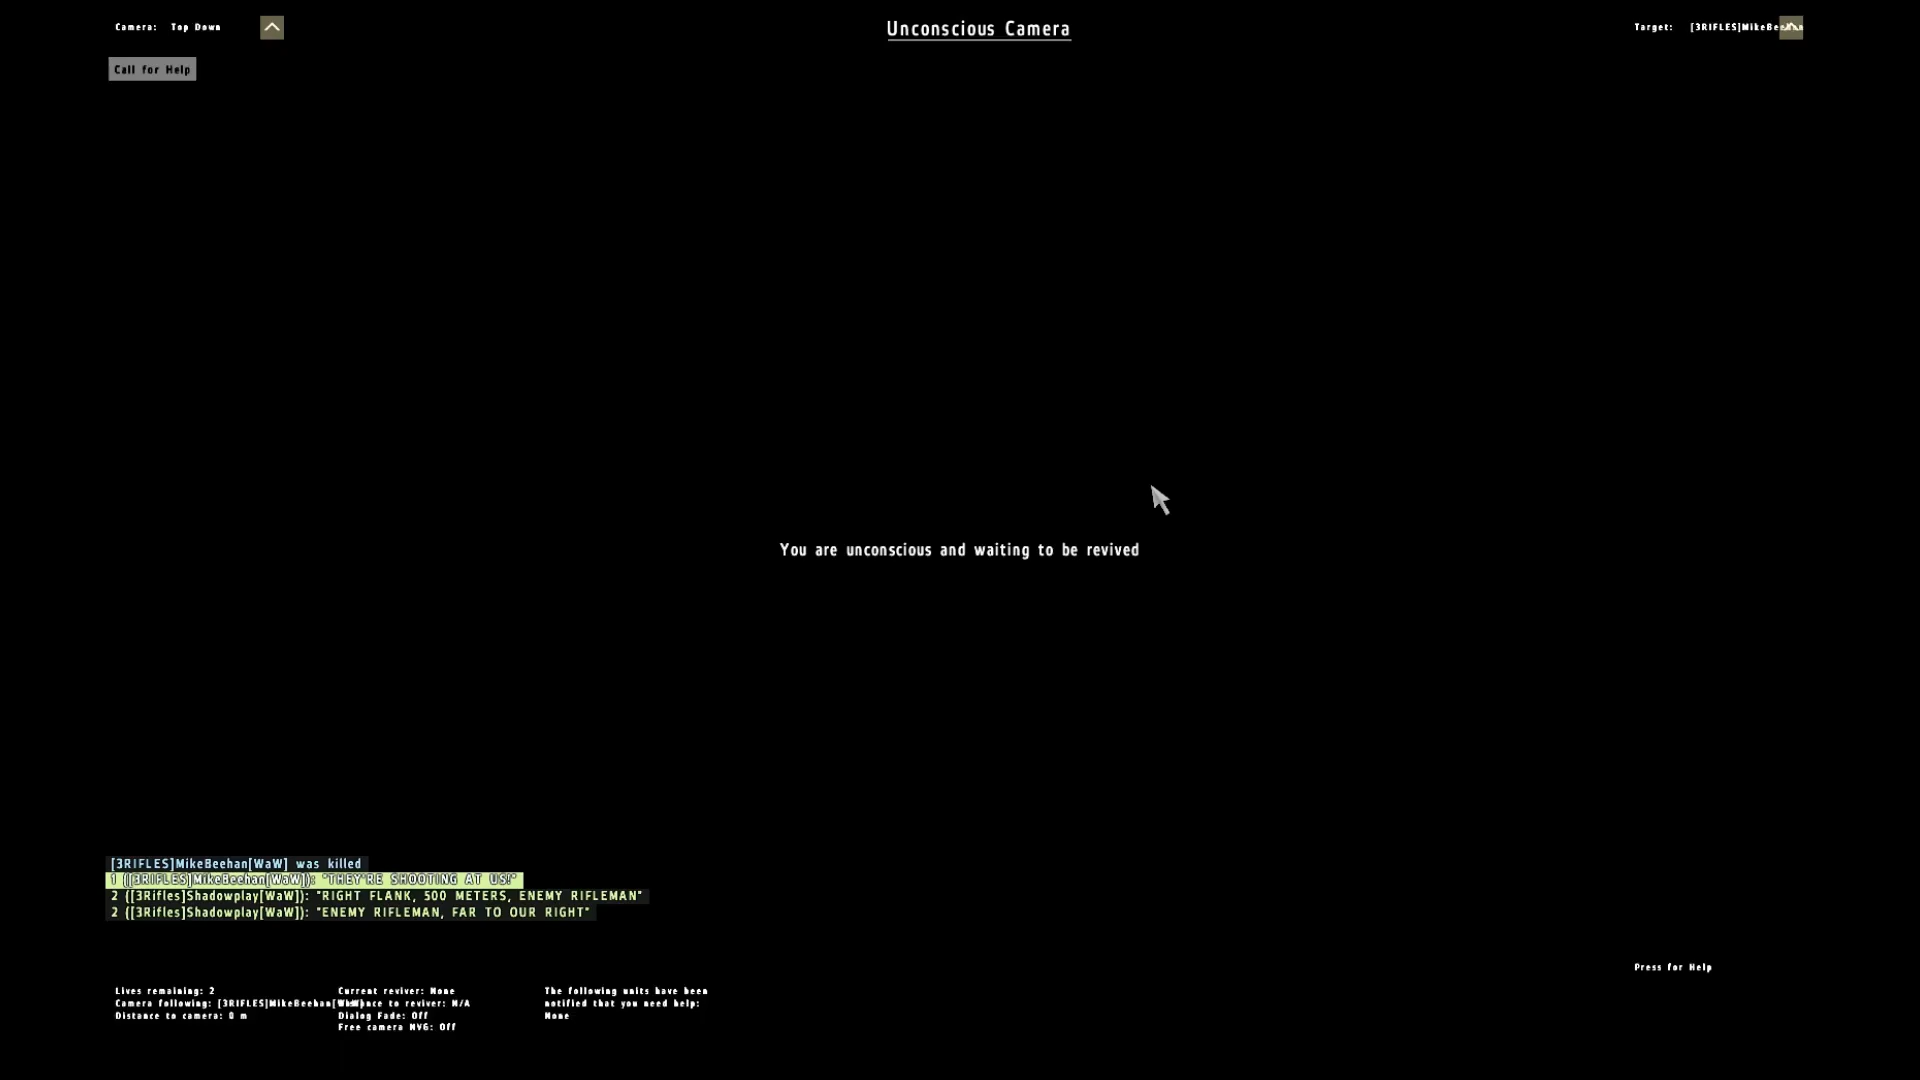 Camera: Top Down
Unconscious Camera
Target: [3RIFLES]MikeBeehan
Call for Help
You are unconscious and waiting to be revived
[3RIFLES]MikeBeehan[WaW] was killed
1 ([3RIFLES]MikeBeehan[WaW]): "THEY'RE SHOOTING AT US!"
2 ([3Rifles]Shadowplay[WaW]): "RIGHT FLANK, 500 METERS, ENEMY RIFLEMAN"
2 ([3Rifles]Shadowplay[WaW]): "ENEMY RIFLEMAN, FAR TO OUR RIGHT"
Press for Help
Lives remaining: 2
Camera following: [3RIFLES]MikeBeehan[WaW]
Distance to camera: 0 m
Current reviver: None
Distance to reviver: N/A
Dialog Fade: Off
Free camera NVG: Off
The following units have been
notified that you need help:
None